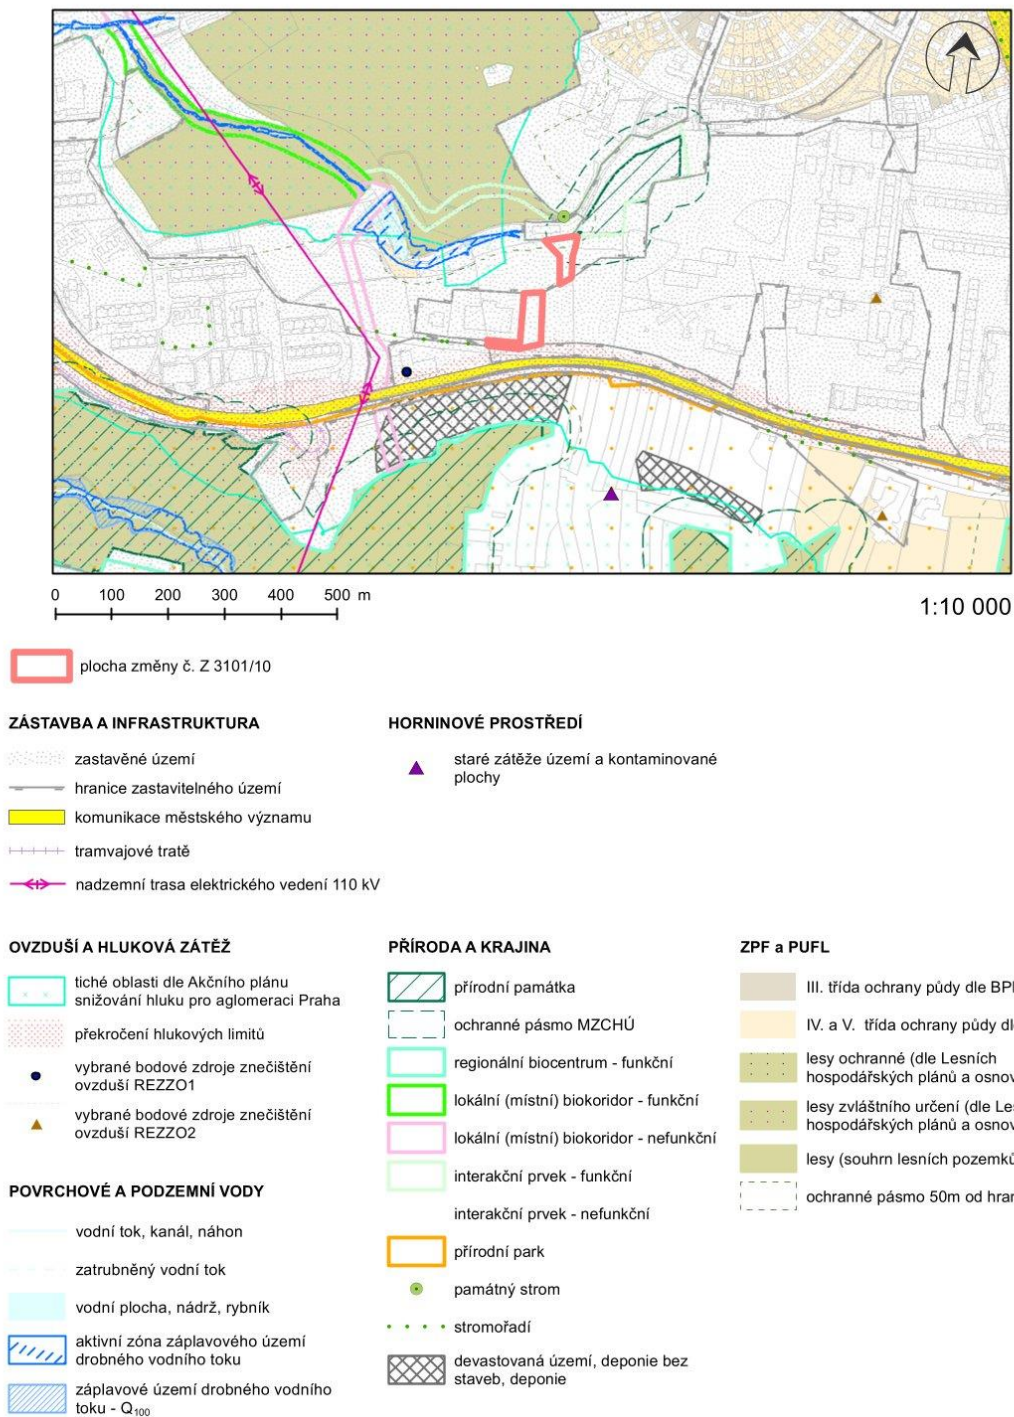 0 100 200 300 400 500 m
1:10 000
plocha změny č. Z 3101/10
ZÁSTAVBA A INFRASTRUKTURA
zastavěné území
hranice zastavitelného území
komunikace městského významu
tramvajové tratě
nadzemní trasa elektrického vedení 110 kV
HORNINOVÉ PROSTŘEDÍ
staré zátěže území a kontaminované
plochy
OVZDUŠÍ A HLUKOVÁ ZÁTĚŽ
tiché oblasti dle Akčního plánu
snižování hluku pro aglomeraci Praha
překročení hlukových limitů
vybrané bodové zdroje znečištění
ovzduší REZZO1
vybrané bodové zdroje znečištění
ovzduší REZZO2
POVRCHOVÉ A PODZEMNÍ VODY
vodní tok, kanál, náhon
zatrubněný vodní tok
vodní plocha, nádrž, rybník
aktivní zóna záplavového území
drobného vodního toku
záplavové území drobného vodního
toku - Q100
PŘÍRODA A KRAJINA
přírodní památka
ochranné pásmo MZCHÚ
regionální biocentrum - funkční
lokální (místní) biokoridor - funkční
lokální (místní) biokoridor - nefunkční
interakční prvek - funkční
interakční prvek - nefunkční
přírodní park
památný strom
stromořadí
devastovaná území, deponie bez
staveb, deponie
ZPF a PUFL
III. třída ochrany půdy dle
IV. a V. třída ochrany půdy
lesy ochranné (dle Lesních
hospodářských plánů a osnov
lesy zvláštního určení (dle
hospodářských plánů a osnov
lesy (souhrn lesních
ochranné pásmo 50m od